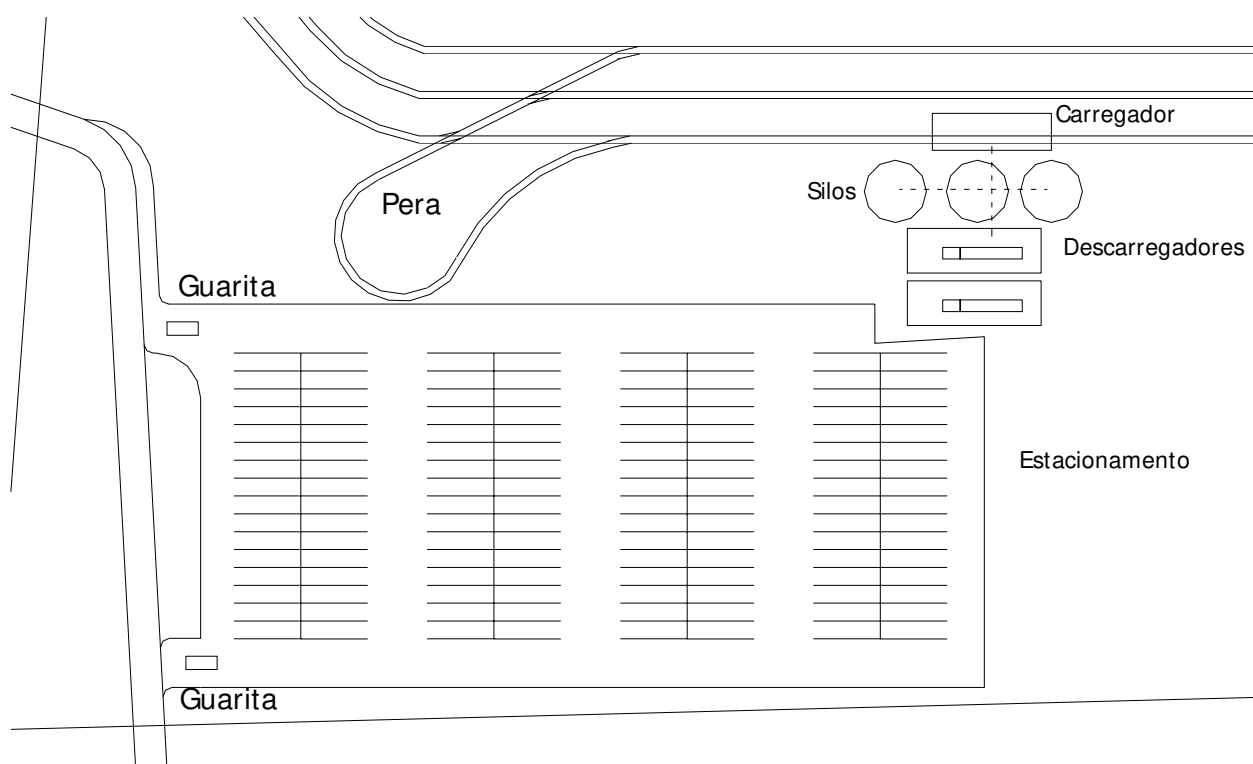 Carregador
Silos
Pera
Descarregadores
Guarita
Estacionamento
Guarita